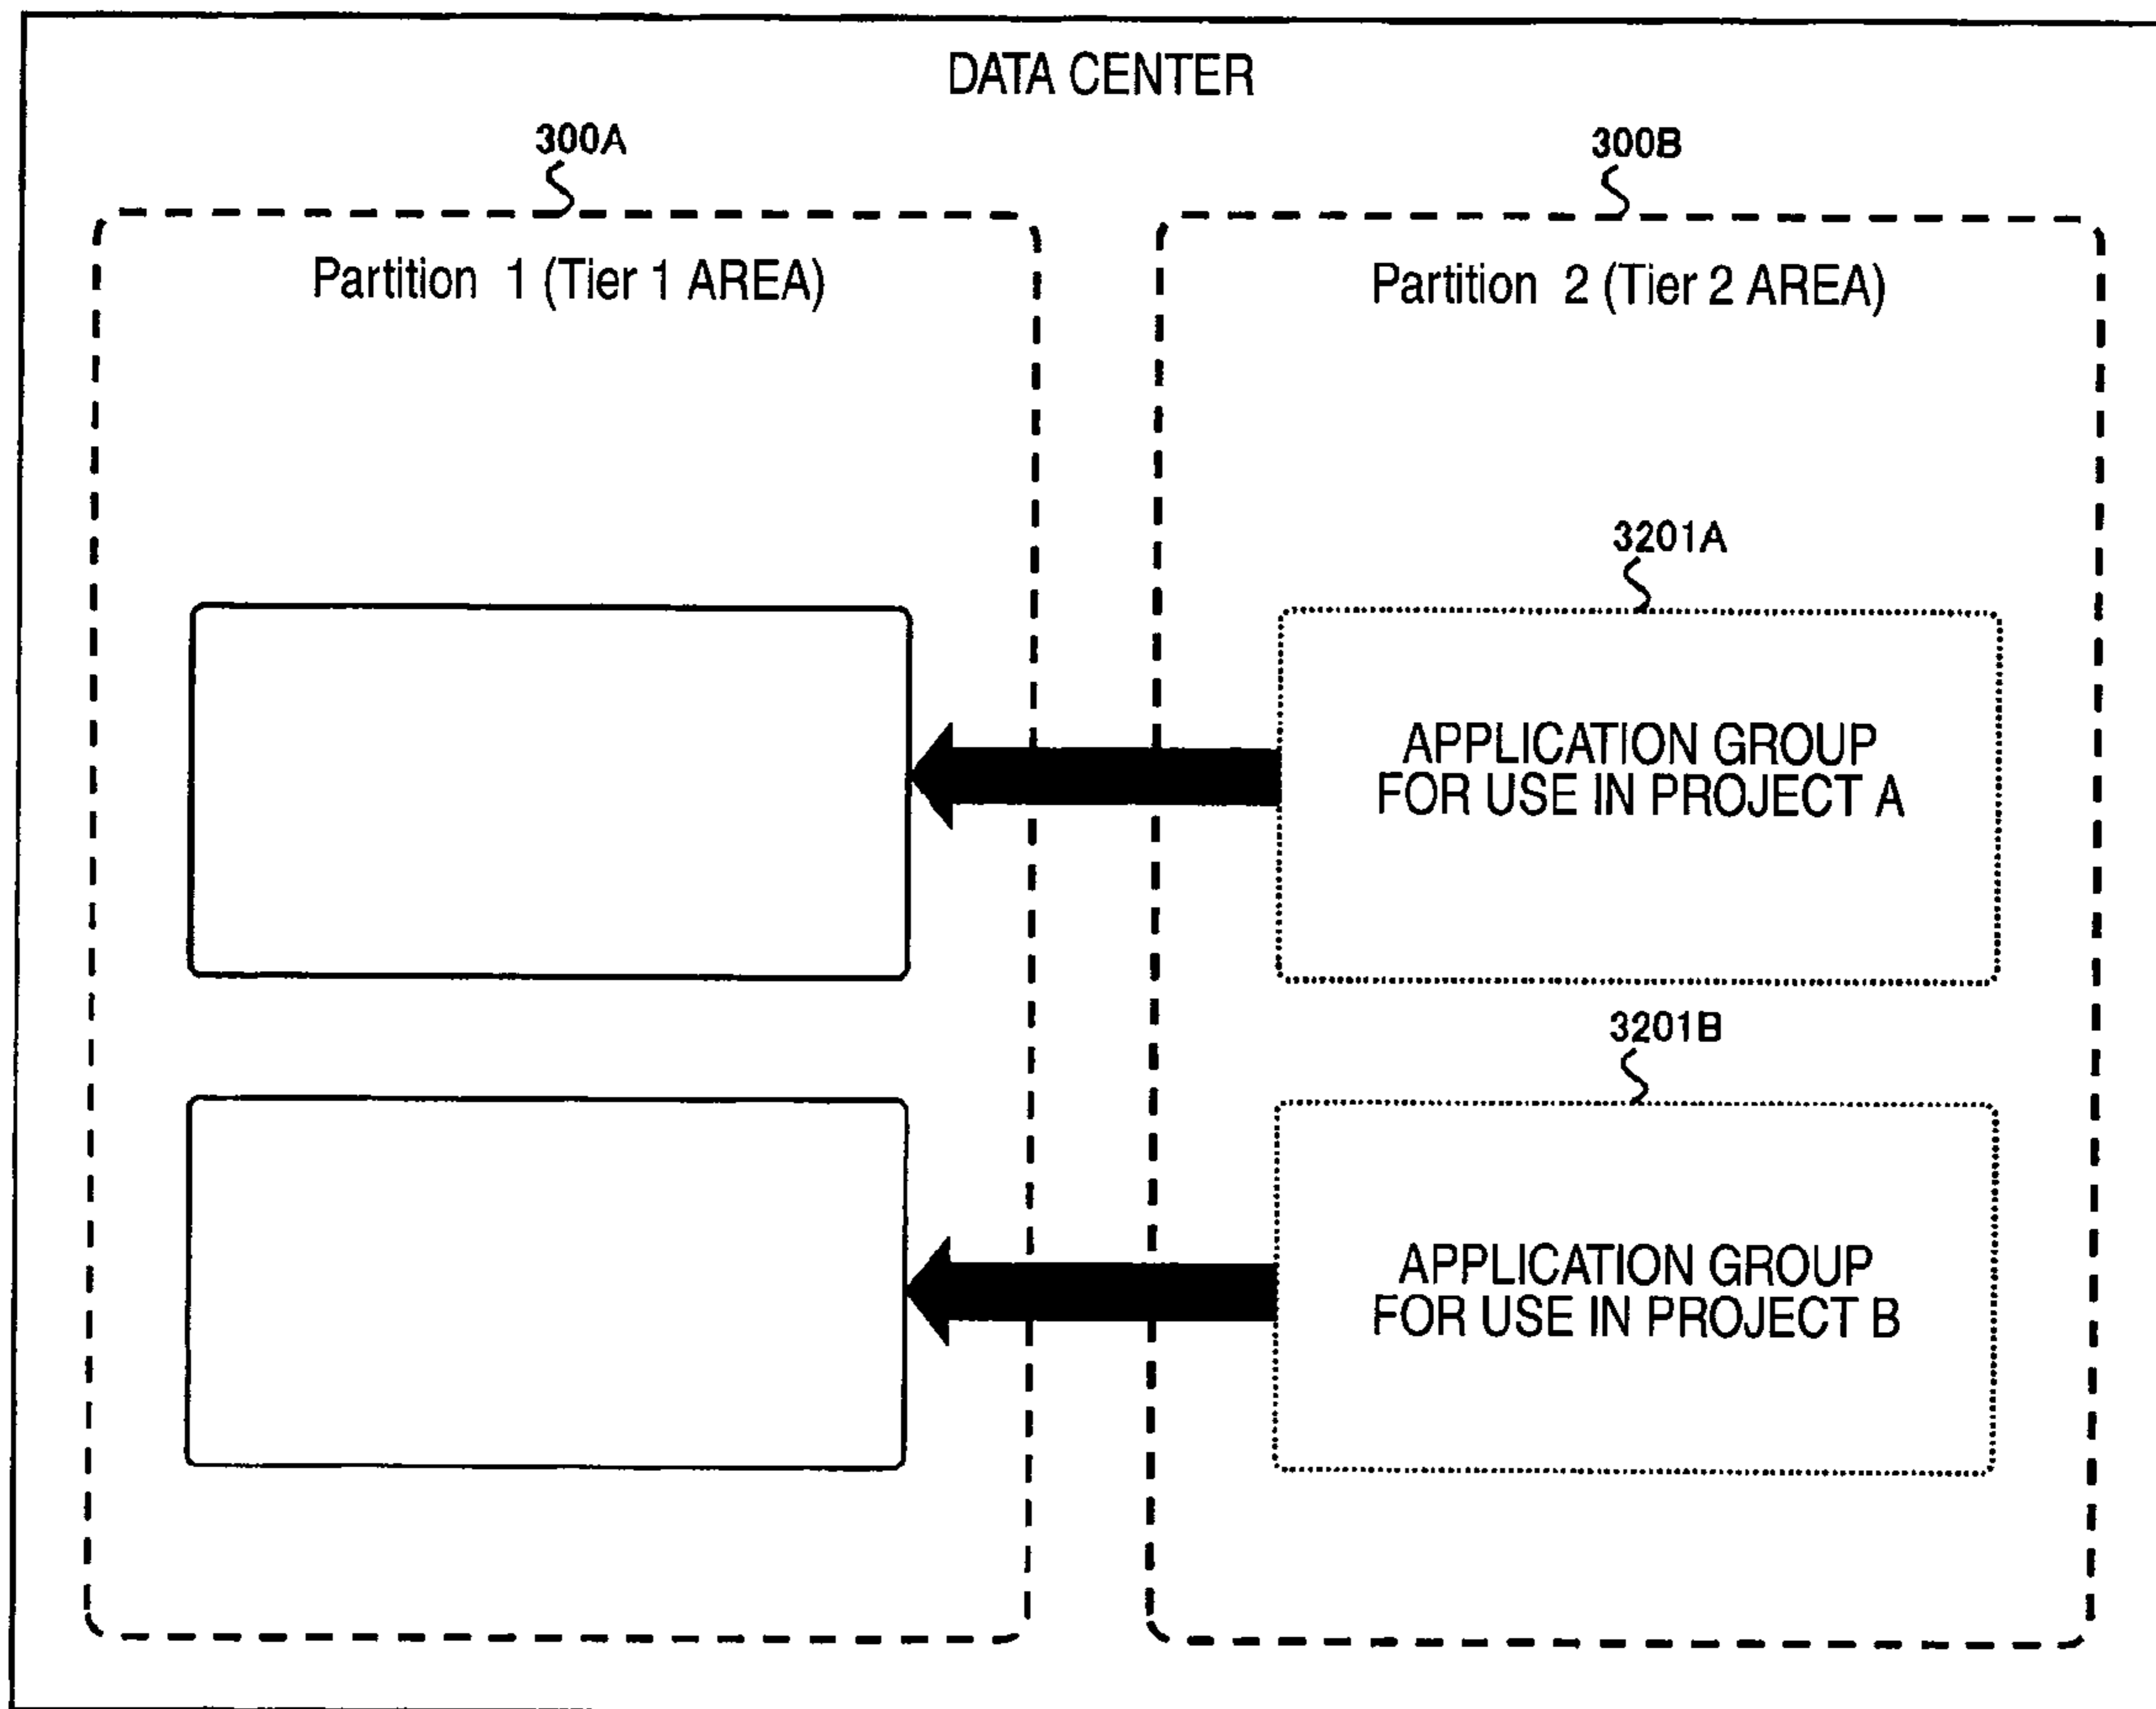 DATA CENTER
300A
300B
Partition 1 (Tier 1 AREA)
Partition 2 (Tier 2 AREA)
3201A
APPLICATION GROUP
FOR USE IN PROJECT A
3201B
APPLICATION GROUP
FOR USE IN PROJECT B